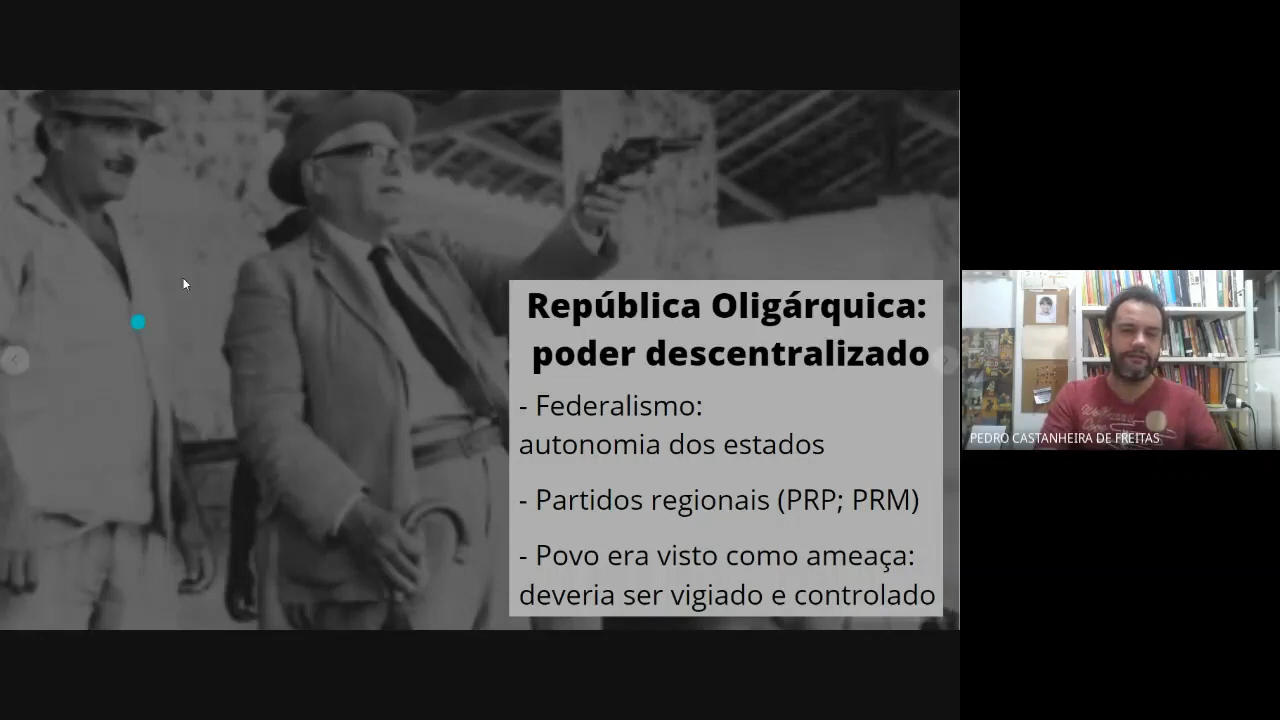 República Oligárquica:
poder descentralizado
- Federalismo:
autonomia dos estados
- Partidos regionais (PRP; PRM)
- Povo era visto como ameaça:
deveria ser vigiado e controlado
PEDRO CASTANHEIRA DE FREITAS